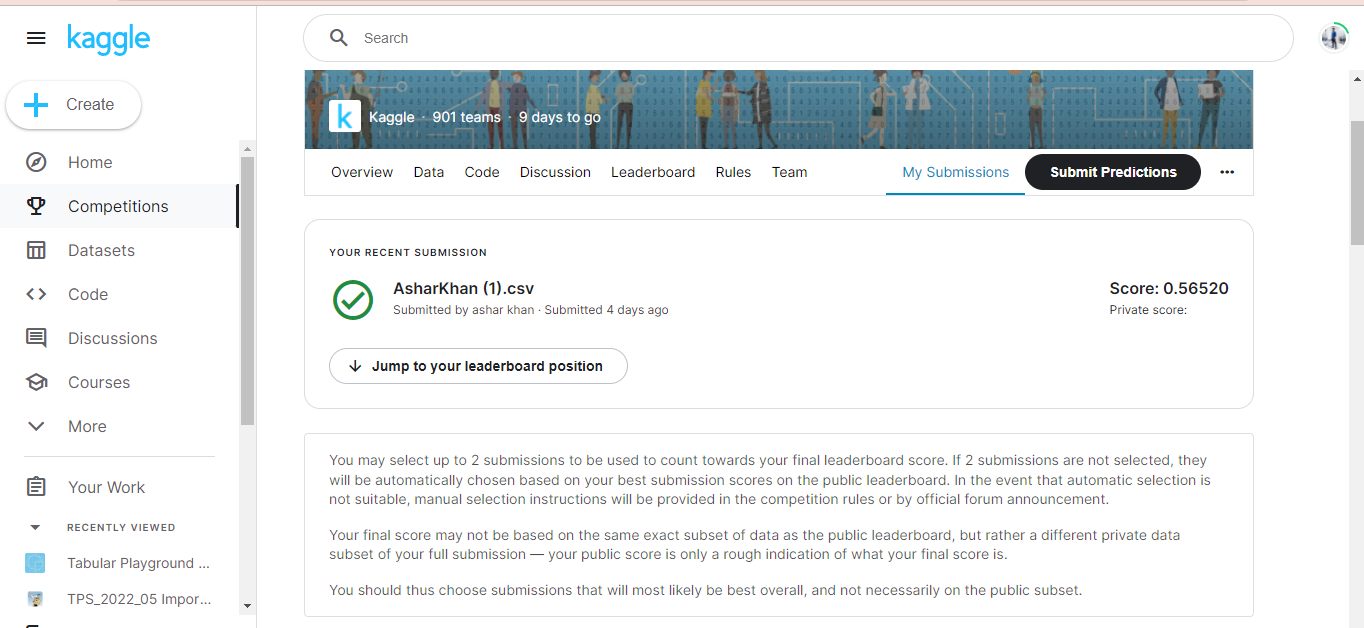 kaggle
Search
Create
Home
Competitions
Datasets
Code
Discussions
Courses
More
Your Work
RECENTLY VIEWED
Tabular Playground ...
TPS_2022_05 Impor...
k
Kaggle · 901 teams · 9 days to go
Overview Data Code Discussion Leaderboard Rules Team My Submissions Submit Predictions
YOUR RECENT SUBMISSION
AsharKhan (1).csv
Submitted by ashar khan · Submitted 4 days ago
Score: 0.56520
Private score:
Jump to your leaderboard position
You may select up to 2 submissions to be used to count towards your final leaderboard score. If 2 submissions are not selected, they
will be automatically chosen based on your best submission scores on the public leaderboard. In the event that automatic selection is
not suitable, manual selection instructions will be provided in the competition rules or by official forum announcement.
Your final score may not be based on the same exact subset of data as the public leaderboard, but rather a different private data
subset of your full submission — your public score is only a rough indication of what your final score is.
You should thus choose submissions that will most likely be best overall, and not necessarily on the public subset.